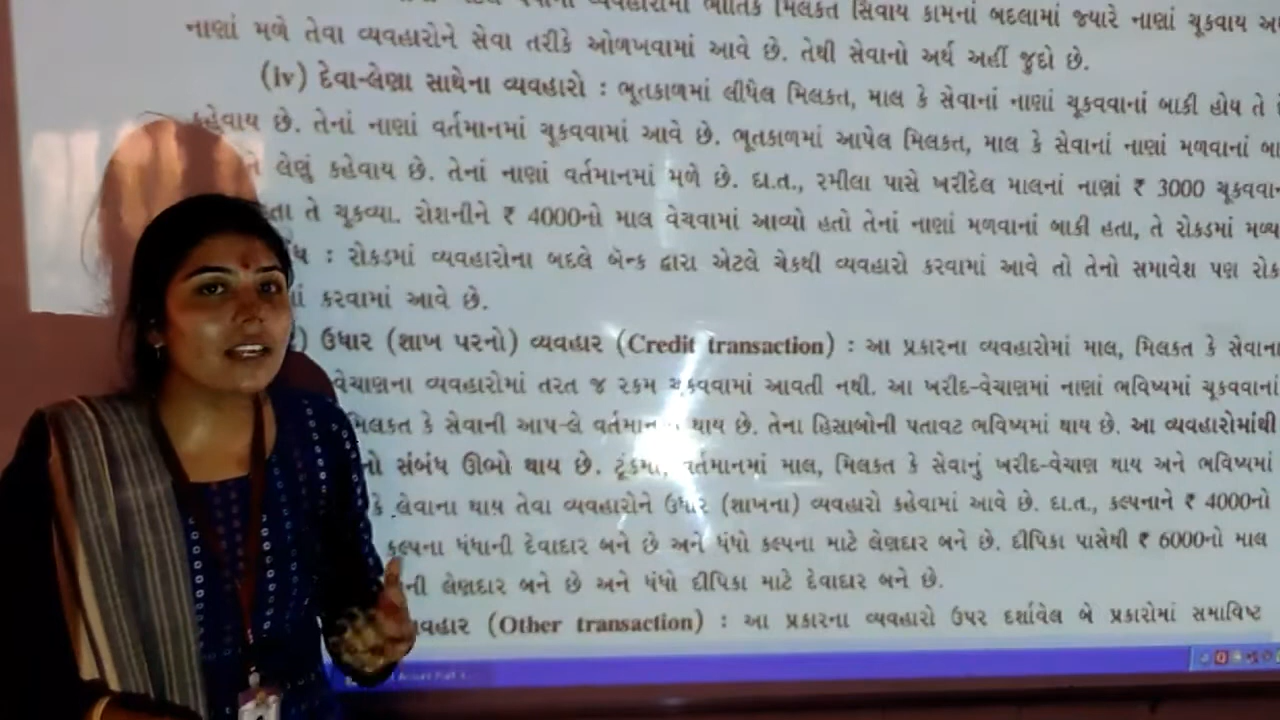 વ્યવહારોમાં ભૌતિક મિલકત સિવાય કામનાં બદલામાં જ્યારે નાણાં ચૂકવાય
નાણાં મળે તેવા વ્યવહારોને સેવા તરીકે ઓળખવામાં આવે છે. તેથી સેવાનો અર્થ અહીં જુદો છે.
(iv) દેવા-લેણા સાથેના વ્યવહારો : ભૂતકાળમાં લીધેલ મિલકત, માલ કે સેવાનાં નાણાં ચૂકવવાનાં બાકી હોય તે
કહેવાય છે. તેનાં નાણાં વર્તમાનમાં ચૂકવવામાં આવે છે. ભૂતકાળમાં આપેલ મિલકત, માલ કે સેવાનાં નાણાં મળવાનાં
લેણું કહેવાય છે. તેનાં નાણાં વર્તમાનમાં મળે છે. દા.ત., રમીલા પાસે ખરીદેલ માલનાં નાણાં ₹ 3000
તે ચૂકવ્યા. રોશનીને ₹ 4000નો માલ વેચવામાં આવ્યો હતો તેનાં નાણાં મળવાનાં બાકી હતા, તે રોકડમાં
: રોકડમાં વ્યવહારોના બદલે બૅન્ક દ્વારા એટલે ચેકથી વ્યવહારો કરવામાં આવે તો તેનો સમાવેશ પણ
કરવામાં આવે છે.
) ઉધાર (શાખ પરનો) વ્યવહાર (Credit transaction) : આ પ્રકારના વ્યવહારોમાં માલ, મિલકત કે સેવાના
વેચાણના વ્યવહારોમાં તરત જ રકમ ચૂકવવામાં આવતી નથી. આ ખરીદ-વેચાણમાં નાણાં ભવિષ્યમાં ચૂકવવાનાં
મિલકત કે સેવાની આપ-લે વર્તમાનમાં થાય છે. તેના હિસાબોની પતાવટ ભવિષ્યમાં થાય છે. આ વ્યવહારોમાંથી
નો સંબંધ ઊભો થાય છે. ટૂંકમાં, વર્તમાનમાં માલ, મિલકત કે સેવાનું ખરીદ-વેચાણ થાય અને ભવિષ્યમાં
કે લેવાના થાય તેવા વ્યવહારોને ઉધાર (શાખના) વ્યવહારો કહેવામાં આવે છે. દા.ત., કલ્પનાને ₹ 4000નો
કલ્પના ધંધાની દેવાદાર બને છે અને ધંધો કલ્પના માટે લેણદાર બને છે. દીપિકા પાસેથી ₹ 6000નો માલ
ની લેણદાર બને છે અને ધંધો દીપિકા માટે દેવાદાર બને છે.
વહાર (Other transaction) : આ પ્રકારના વ્યવહારો ઉપર દર્શાવેલ બે પ્રકારોમાં સમાવિષ્ટ